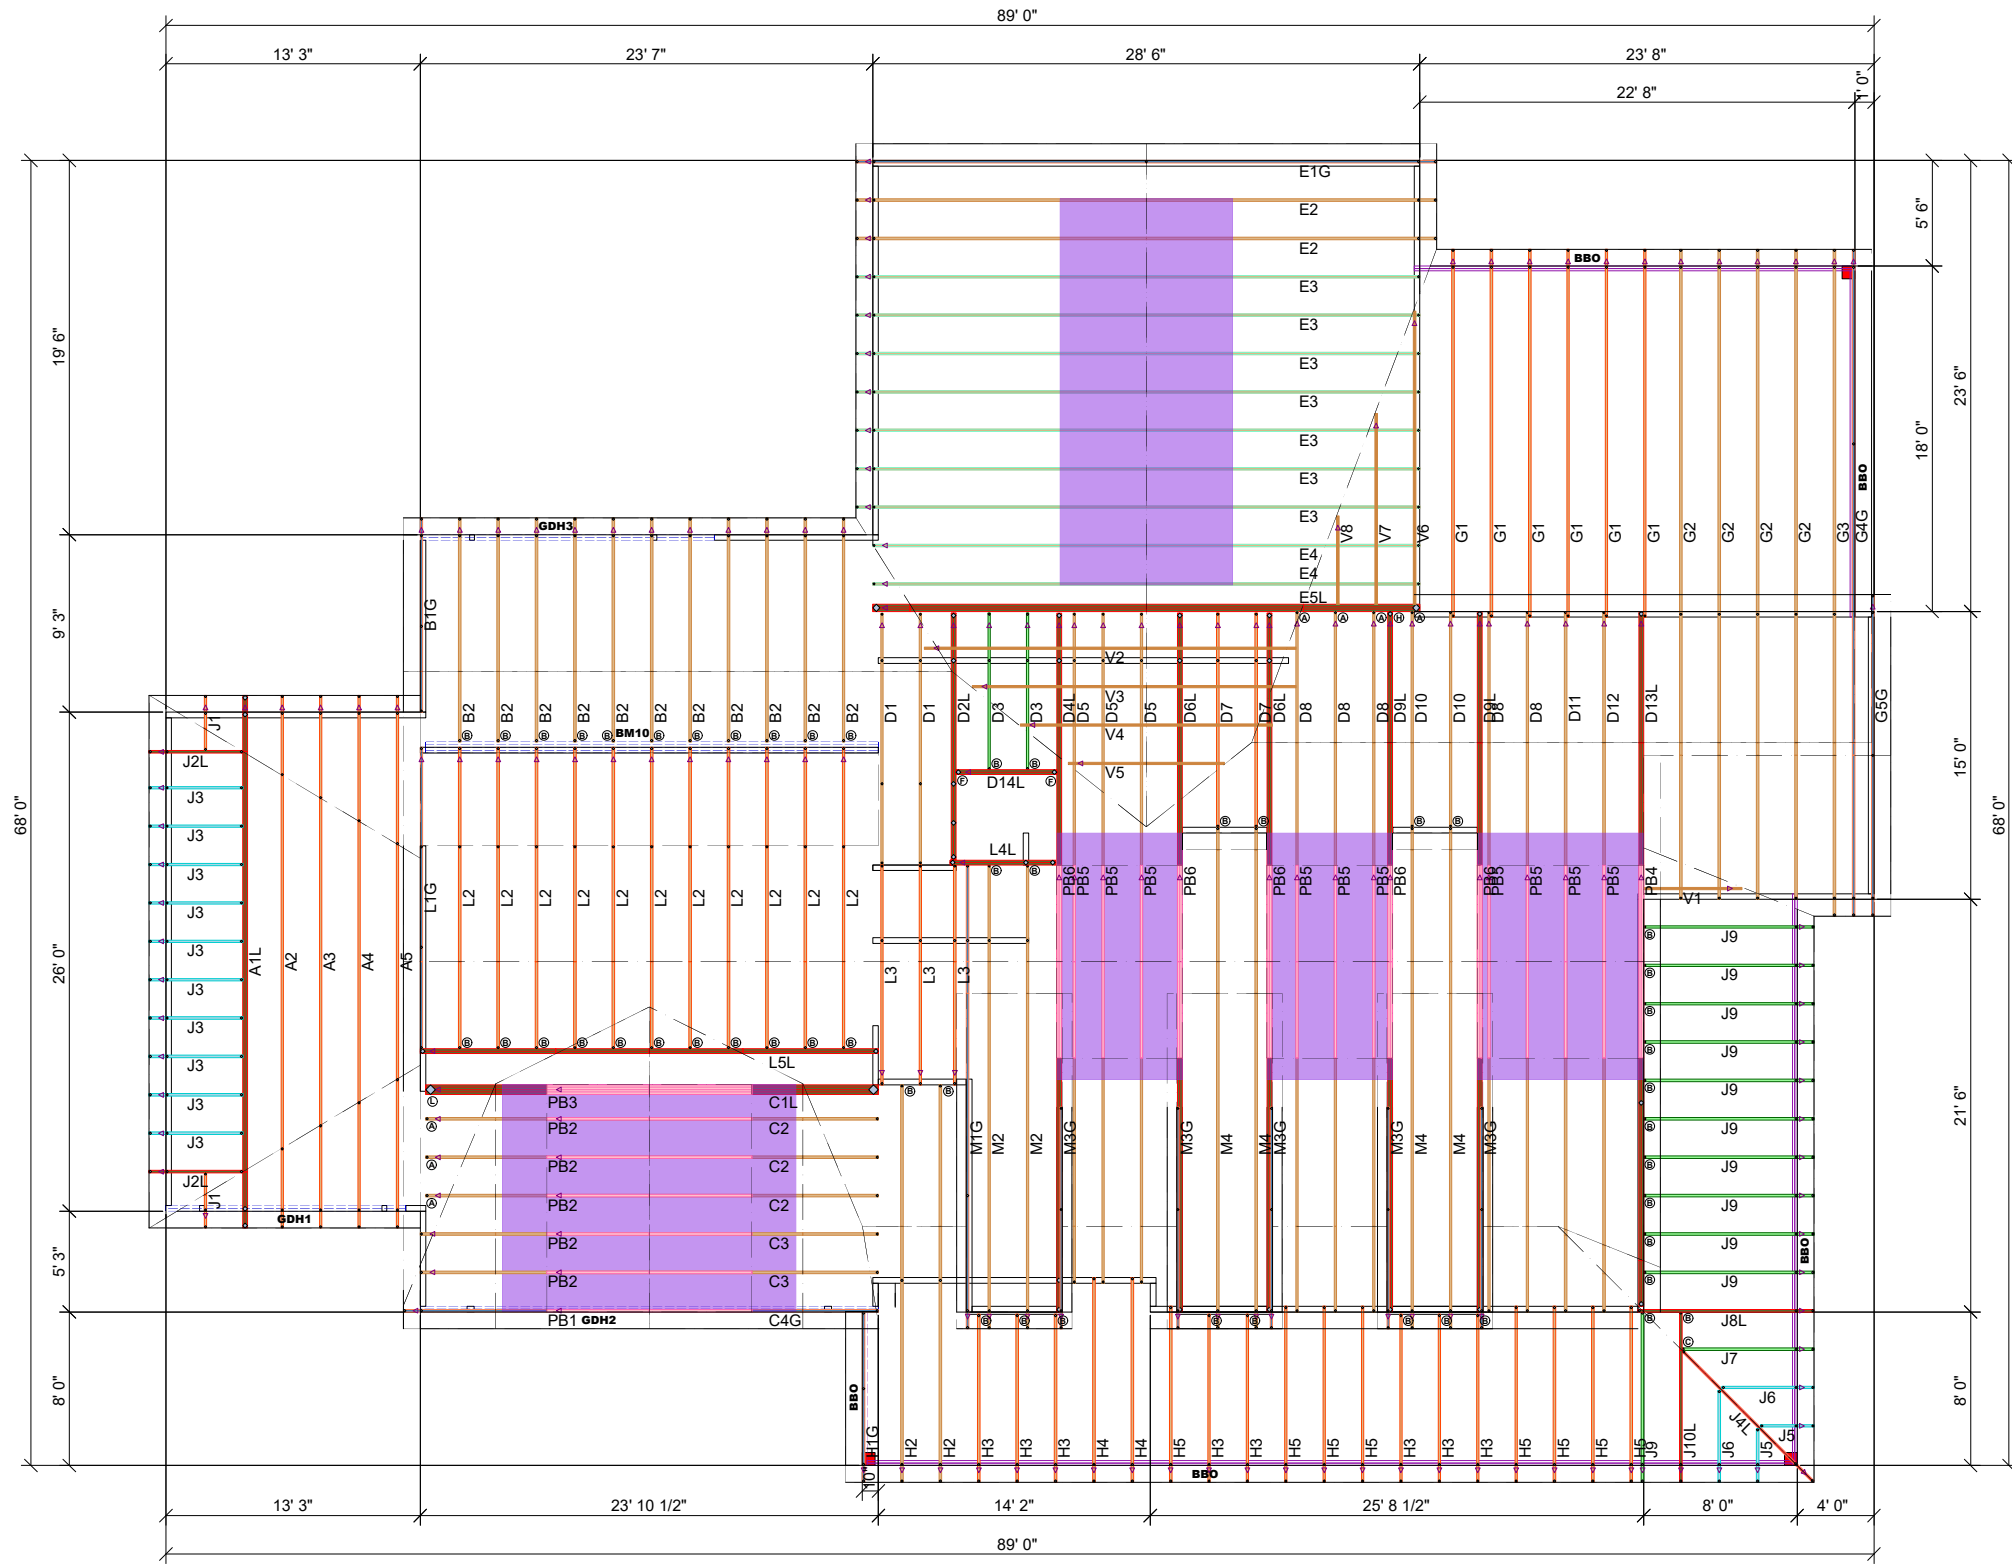 89' 0"
13' 3" 23' 7" 28' 6" 23' 8"
22' 8" 1' 0"
68' 0"
19' 6"
9' 3"
26' 0"
5' 3"
8' 0"
5' 6"
18' 0"
23' 6"
15' 0"
21' 6"
8' 0"
68' 0"
E1G
E2
E2
E3
E3
E3
E3
E3
E3
E3
E4
E4
E5L
BBO
BBO
V8 V7 V6 G1 G1 G1 G1 G1 G1 G2 G2 G2 G2 G3 G4G
GDH3
B1G
B2 B2 B2 B2 B2 B2 B2 B2 B2 B2 B2
BM10
D1 D1 D2L D3 D3 D4L D5 D5 D5 D6L D7 D7 D6L D8 D8 D8 D9L D10 D10 D9L D8 D8 D11 D12 D13L G5G
V2
V3
V4
V5
D14L
L4L
V1
J1
J2L
J3
J3
J3
J3
J3
J3
J3
J3
J3
J3
J2L
J1
A1L A2 A3 A4 A5
GDH1
L1G L2 L2 L2 L2 L2 L2 L2 L2 L2 L2 L2
L3 L3 L3
PB6 PB5 PB5 PB5 PB6 PB6 PB5 PB5 PB5 PB6 PB6 PB5 PB5 PB5 PB5 PB4
L5L
PB3 C1L
PB2 C2
PB2 C2
PB2 C2
PB2 C3
PB2 C3
PB1 GDH2 C4G
M1G M2 M2 M3G M3G M4 M4 M3G M3G M4 M4 M3G
J9
J9
J9
J9
J9
J9
J9
J9
J9
J9
BBO
J8L
J7
J6
J5
J4L
BBO
H1G H2 H2 H3 H3 H3 H4 H4 H5 H3 H3 H5 H5 H5 H3 H3 H3 H5 H5 H5 H5 J9 J10L J6 J5
BBO
10"
13' 3" 23' 10 1/2" 14' 2" 25' 8 1/2" 8' 0" 4' 0"
89' 0"
68' 0"